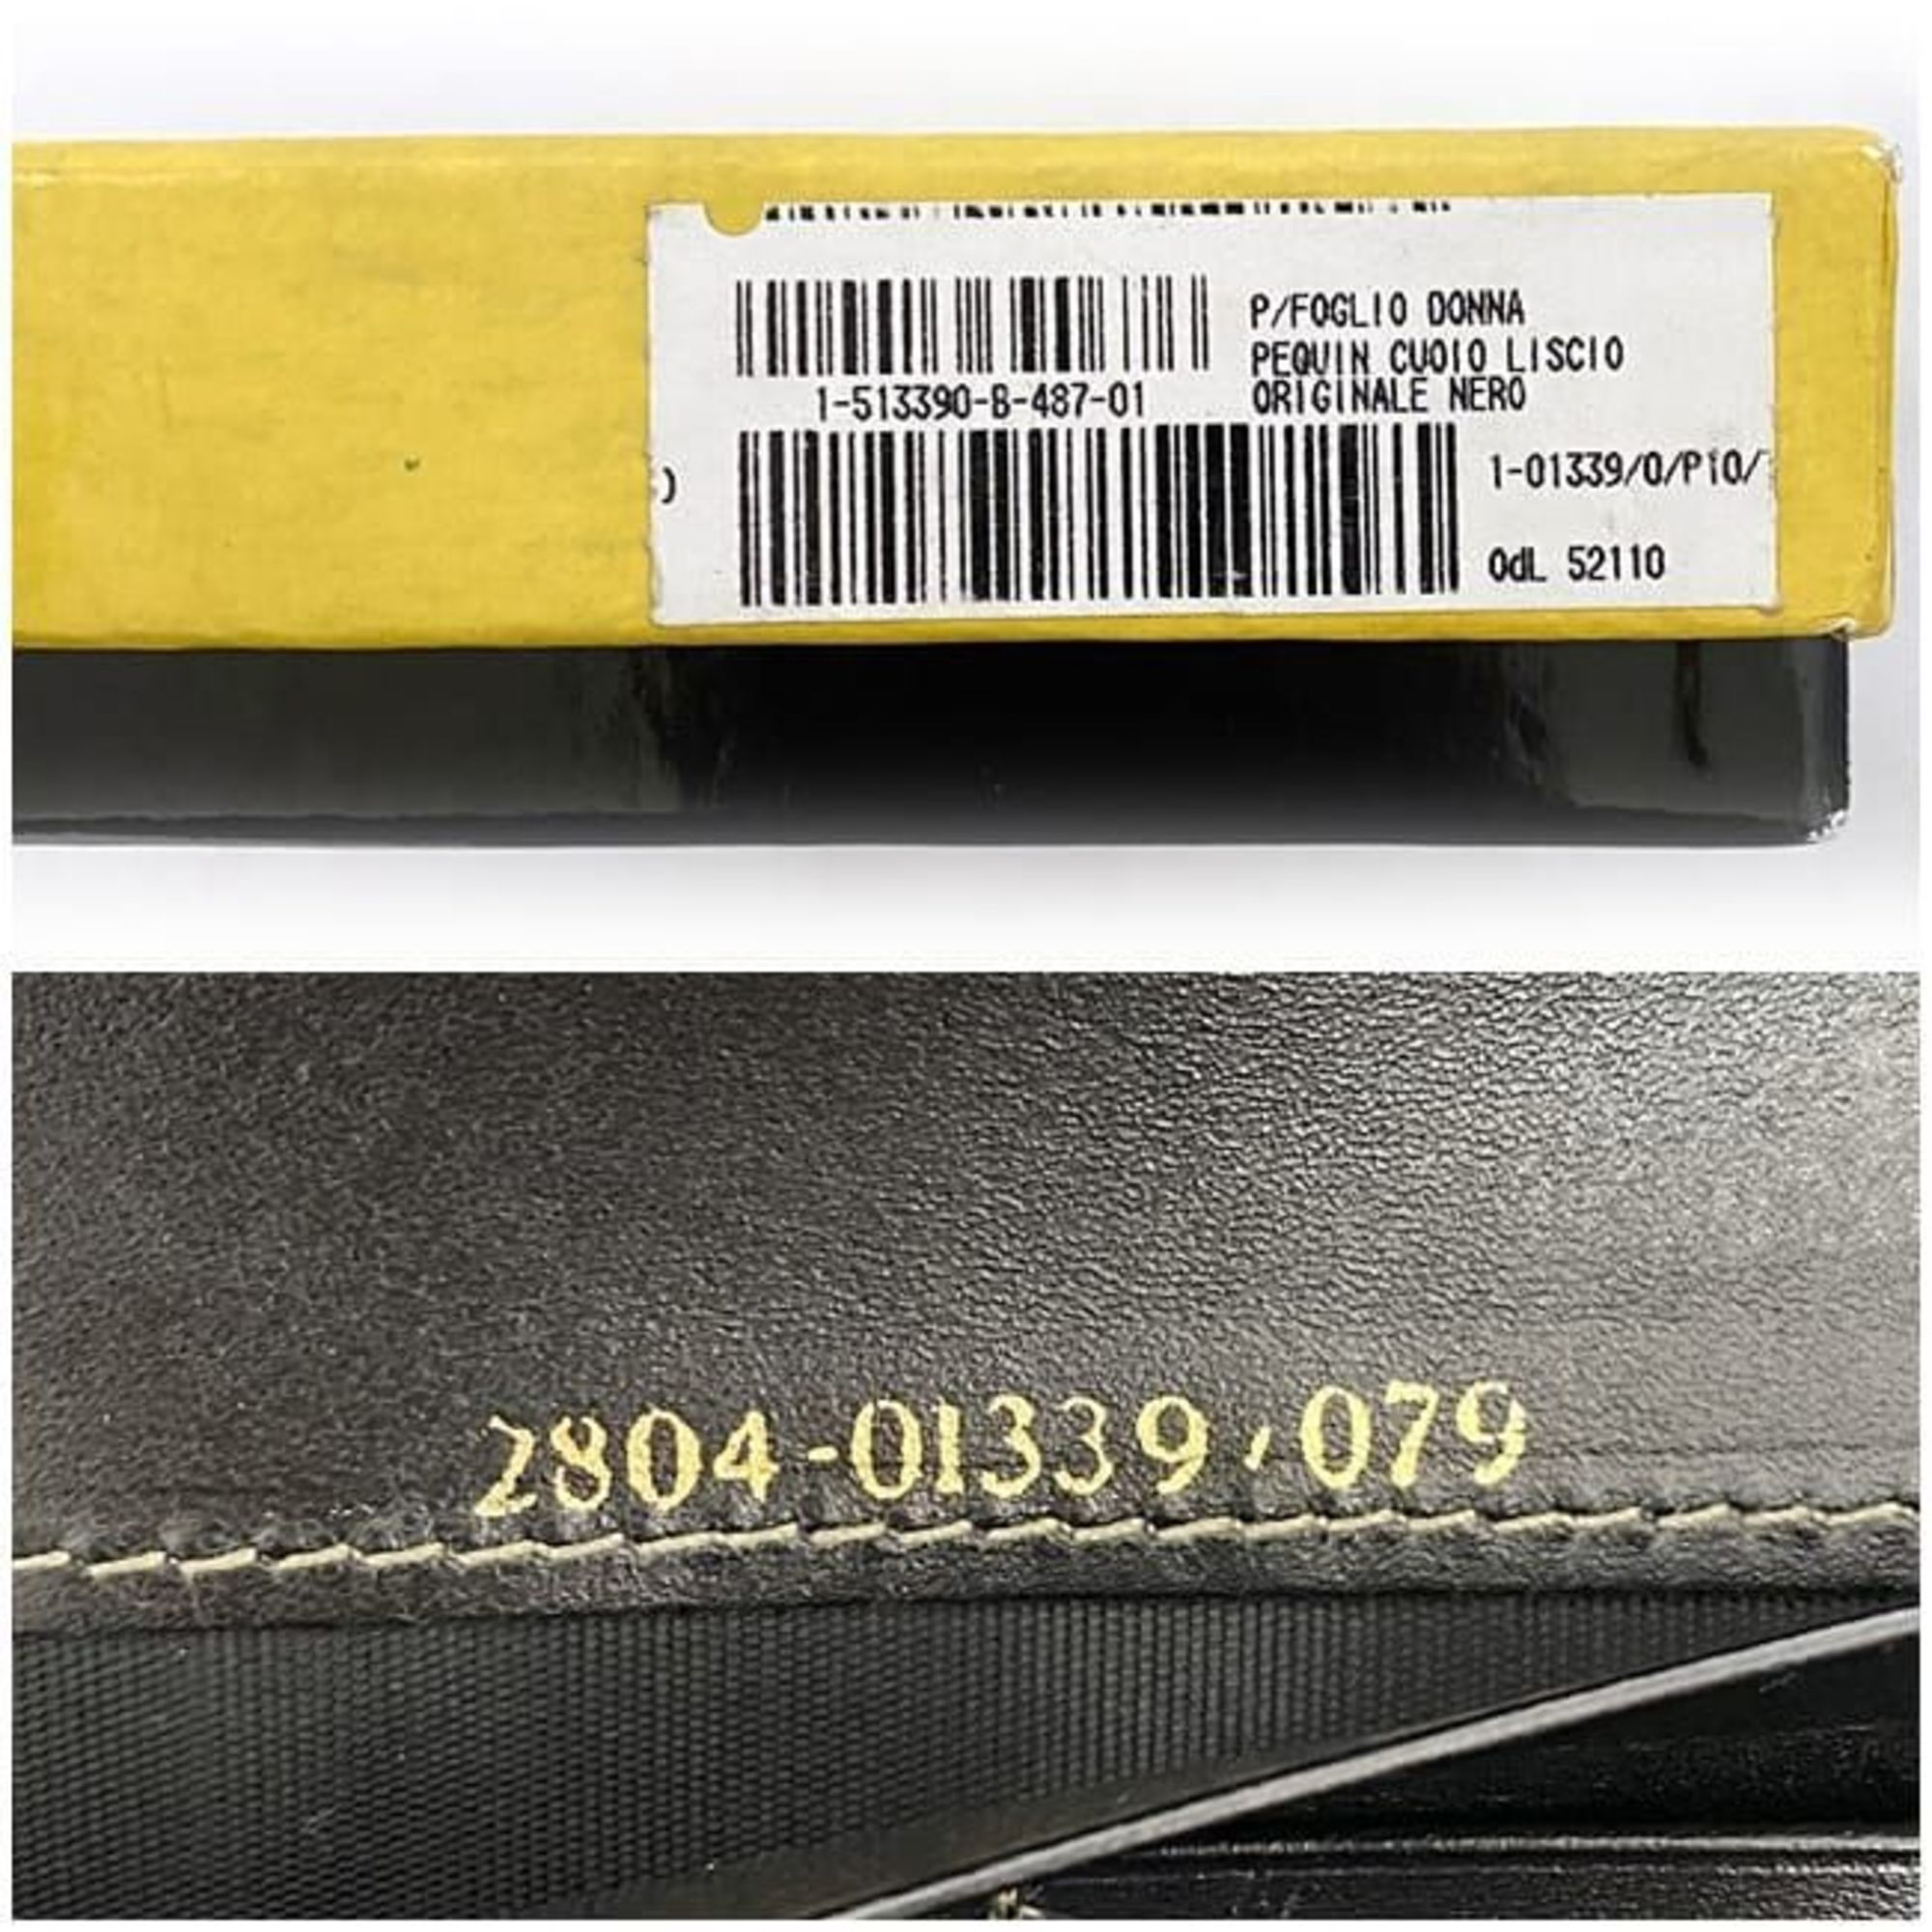 P/FOGLIO DONNA
PEQUIN CUOIO LISCIO
ORIGINALE NERO
1-513390-B-487-01
1-01339/0/P10/
OdL 52110
2804-01339-079